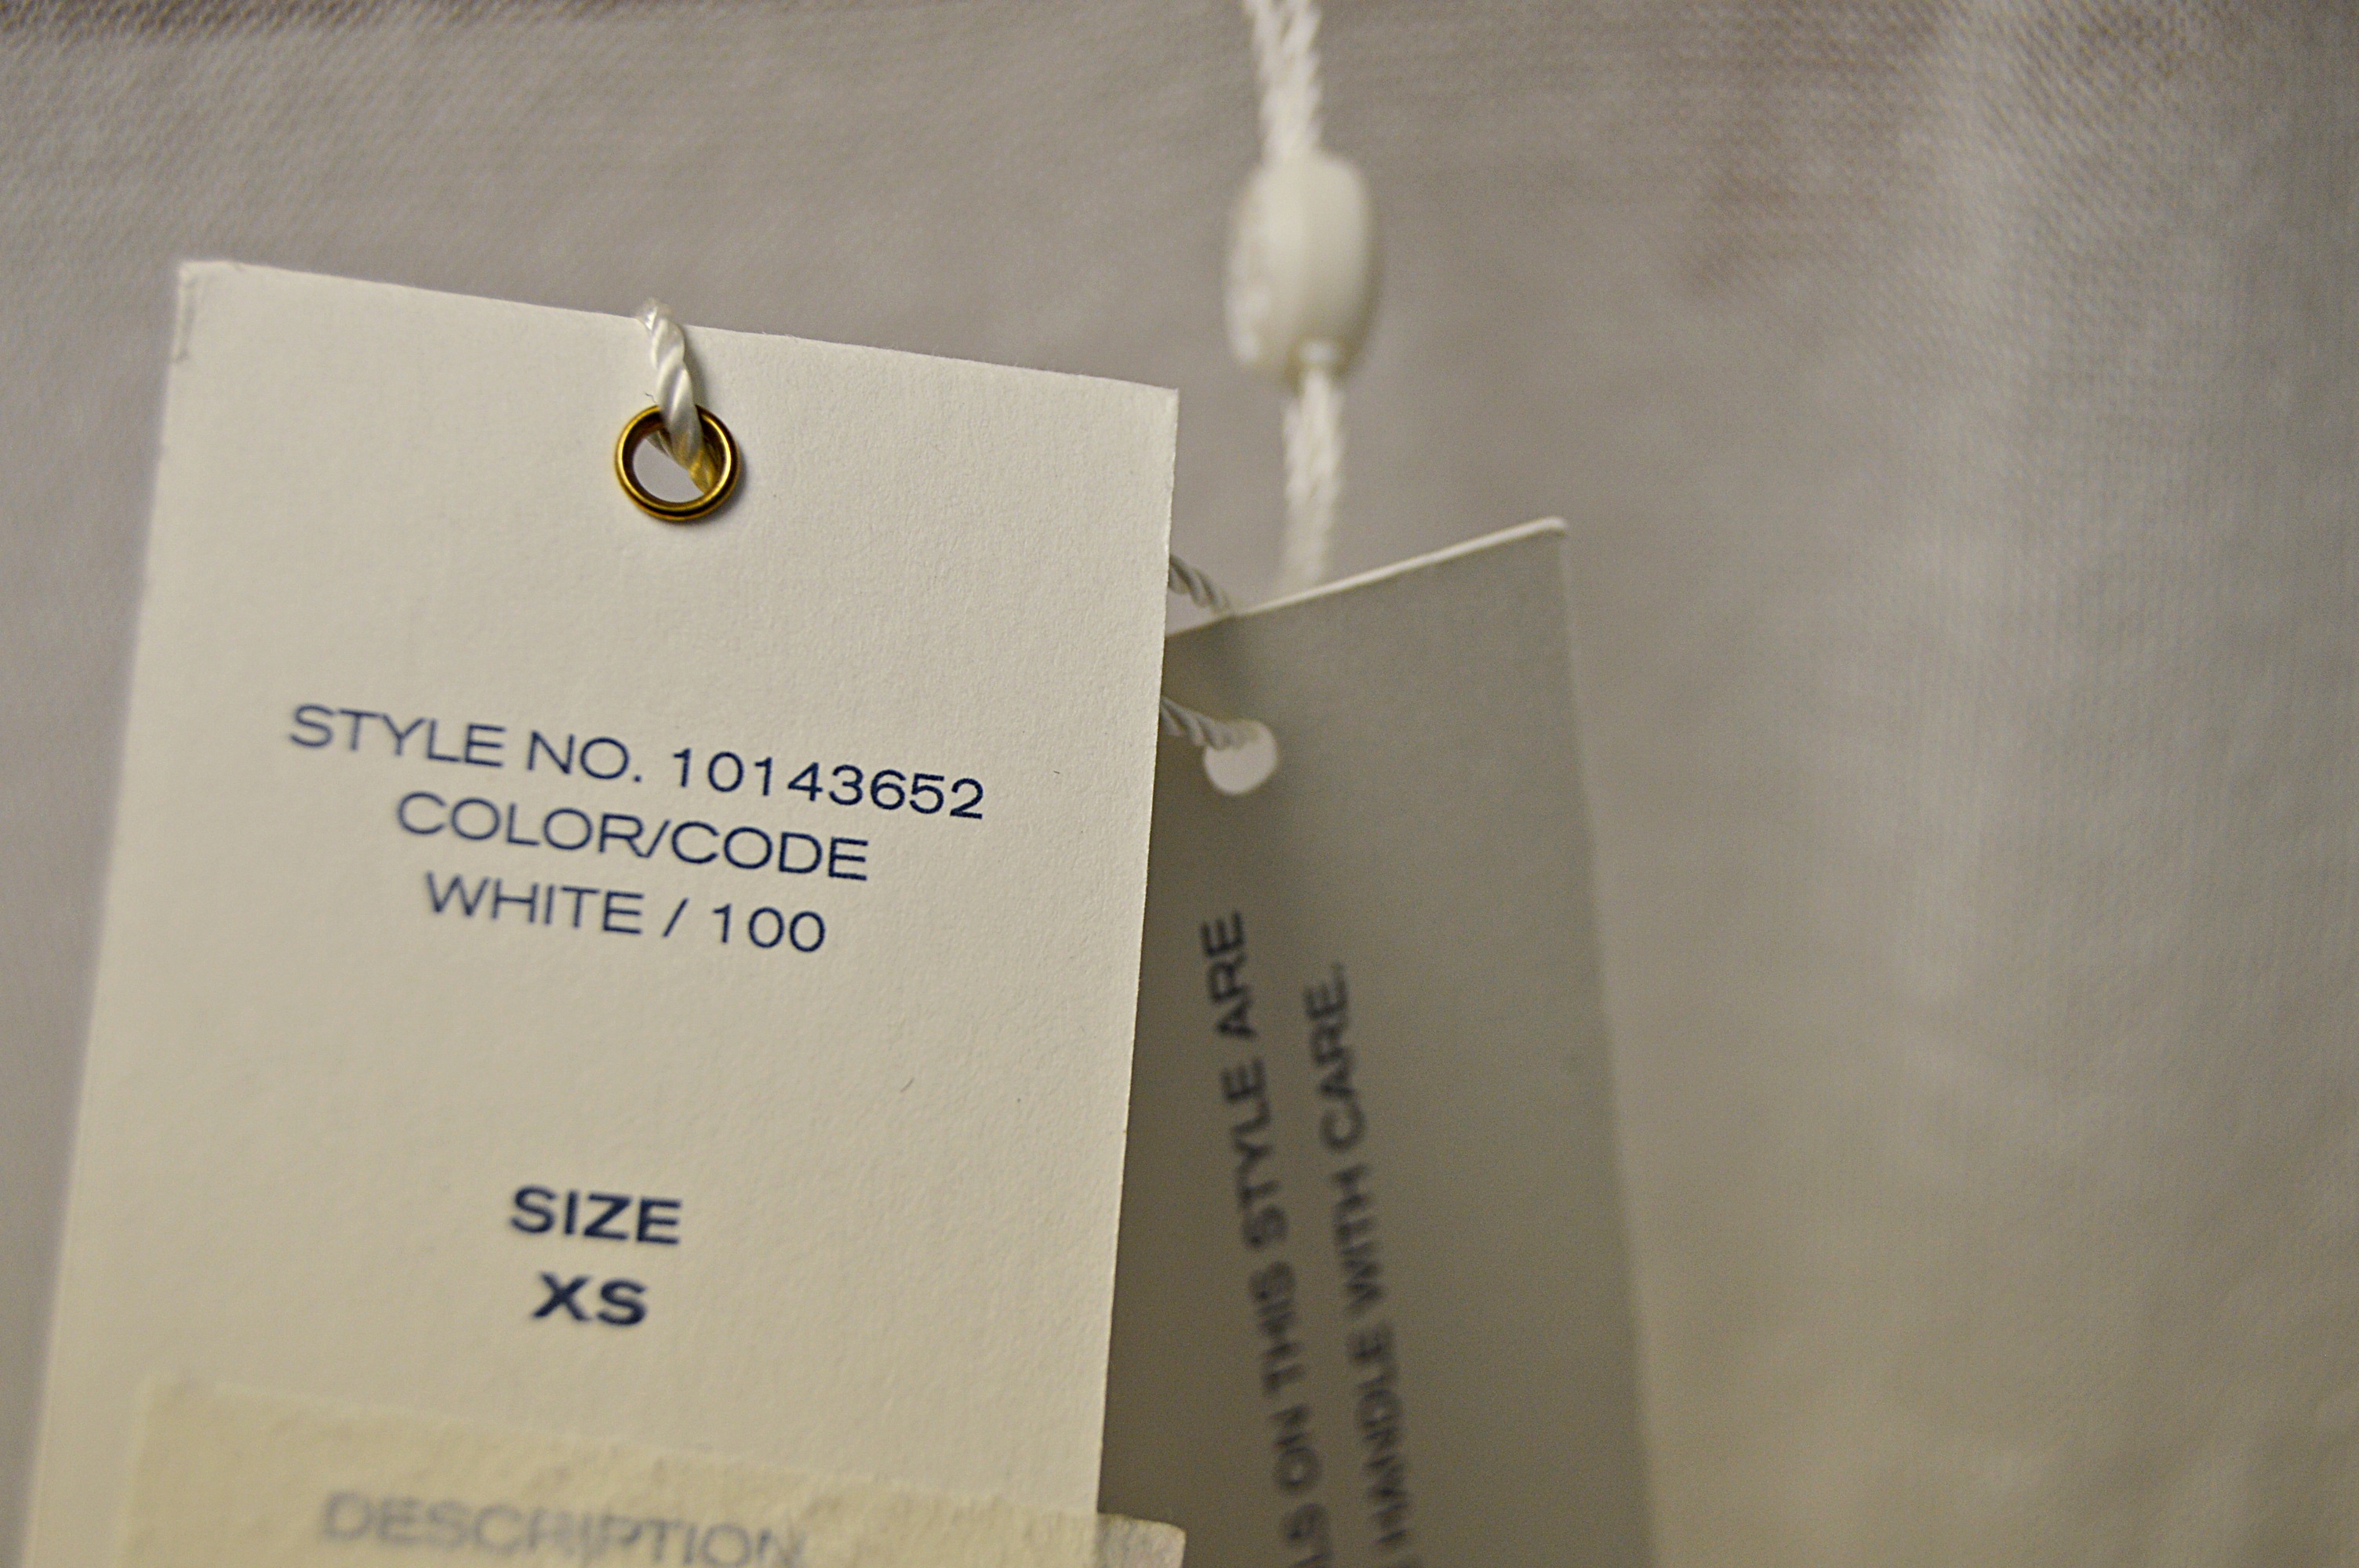 STYLE NO. 10143652
COLOR/CODE
WHITE / 100
SIZE
XS
DESCRIPTION
ON THIS STYLE ARE
HANDLE WITH CARE.